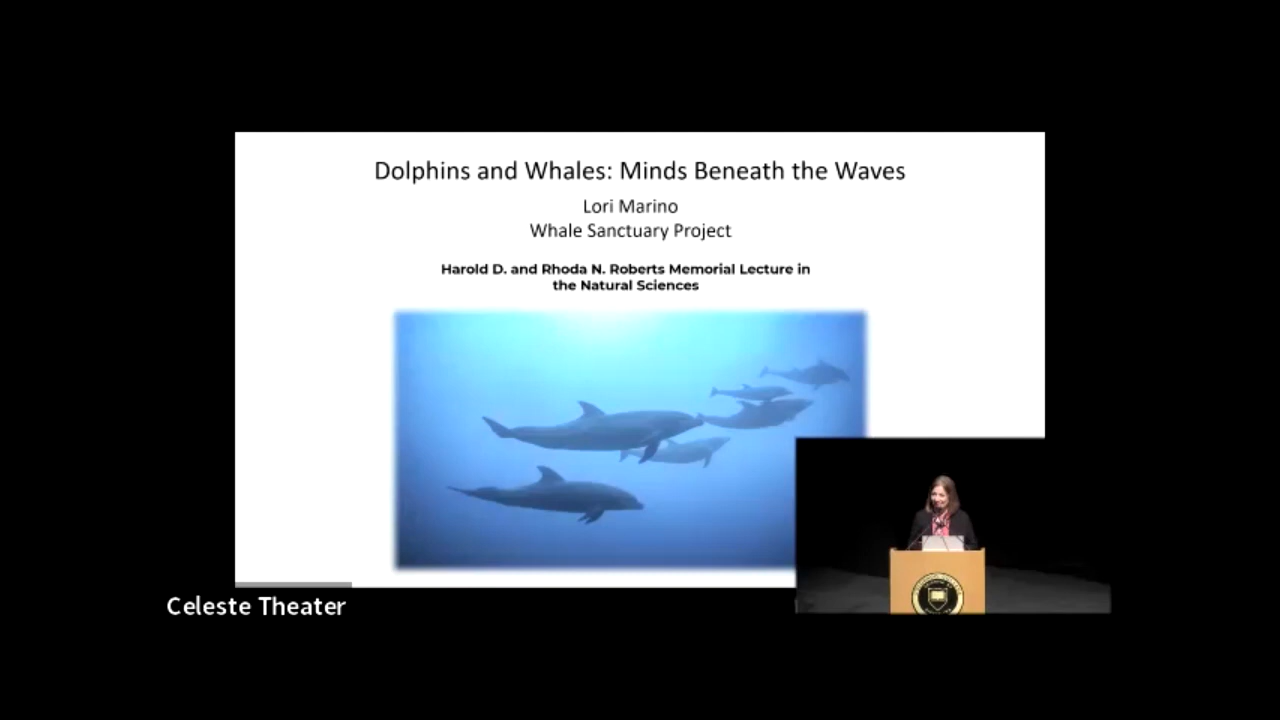 Dolphins and Whales: Minds Beneath the Waves
Lori Marino
Whale Sanctuary Project
Harold D. and Rhoda N. Roberts Memorial Lecture in
the Natural Sciences
Celeste Theater